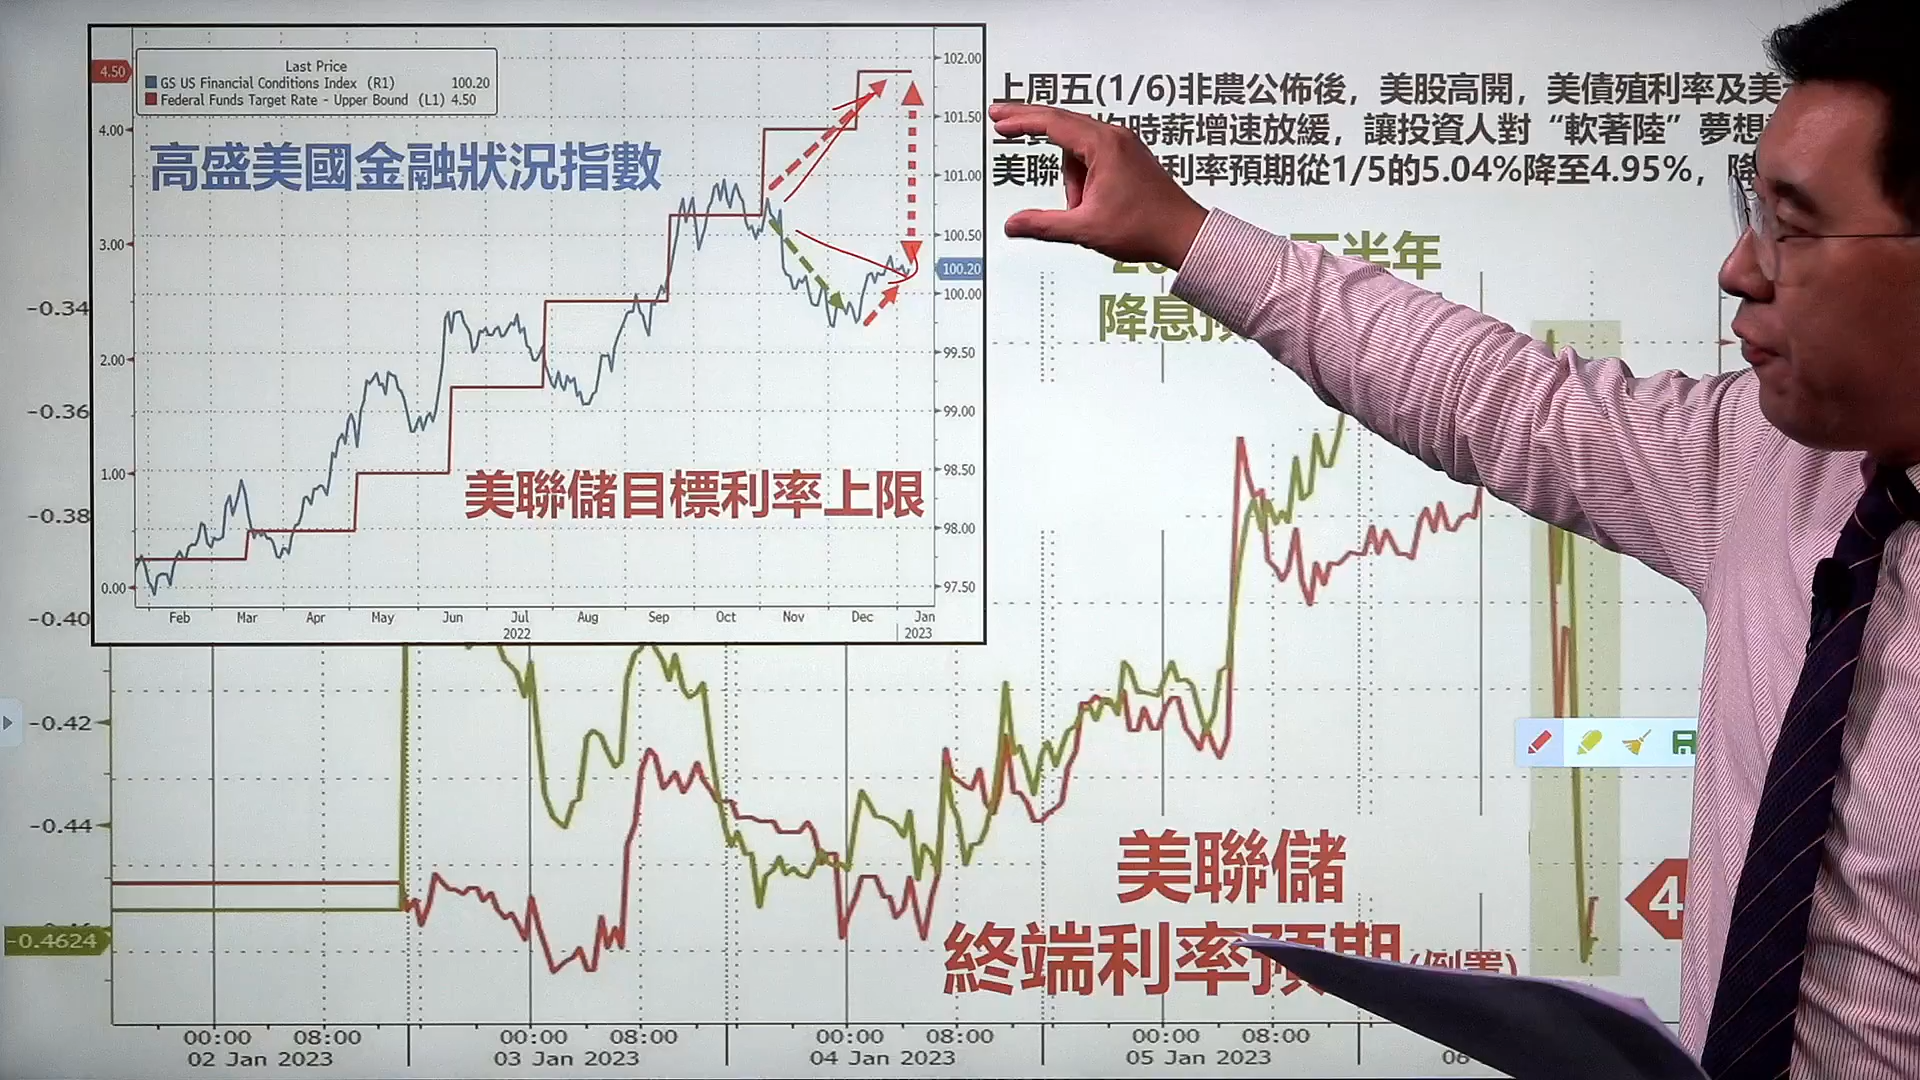 上周五(1/6)非農公佈後，美股高開，美債殖利率及美
時薪增速放緩，讓投資人對“軟著陸”夢想
美聯 利率預期從1/5的5.04%降至4.95%，降
Last Price
GS US Financial Conditions Index (R1) 100.20
Federal Funds Target Rate - Upper Bound (L1) 4.50
高盛美國金融狀況指數
美聯儲目標利率上限
4.50
4.00
3.00
2.00
1.00
0.00
102.00
101.50
101.00
100.50
100.20
100.00
99.50
99.00
98.50
98.00
97.50
Feb Mar Apr May Jun Jul Aug Sep Oct Nov Dec Jan
2022 2023
下半年
降息預
-0.34
-0.36
-0.38
-0.40
-0.42
-0.44
-0.4624
美聯儲
終端利率預期(倒置)
4
00:00 08:00 00:00 08:00 00:00 08:00 00:00 08:00
02 Jan 2023 03 Jan 2023 04 Jan 2023 05 Jan 2023 06